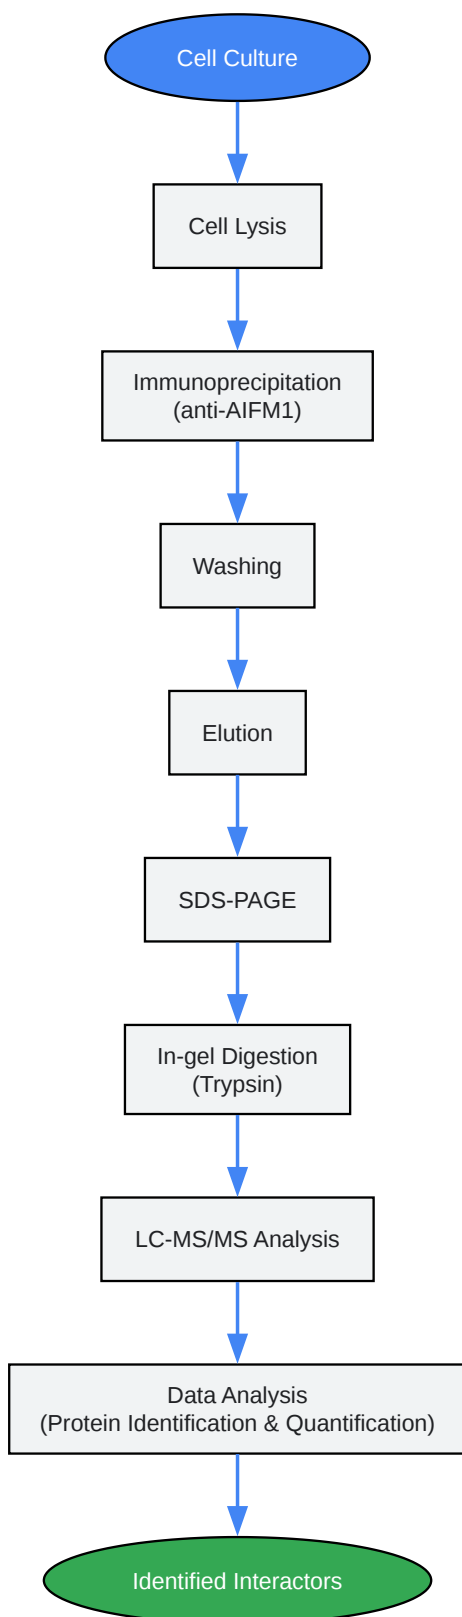 Cell Culture
Cell Lysis
Immunoprecipitation
(anti-AIFM1)
Washing
Elution
SDS-PAGE
In-gel Digestion
(Trypsin)
LC-MS/MS Analysis
Data Analysis
(Protein Identification & Quantification)
Identified Interactors